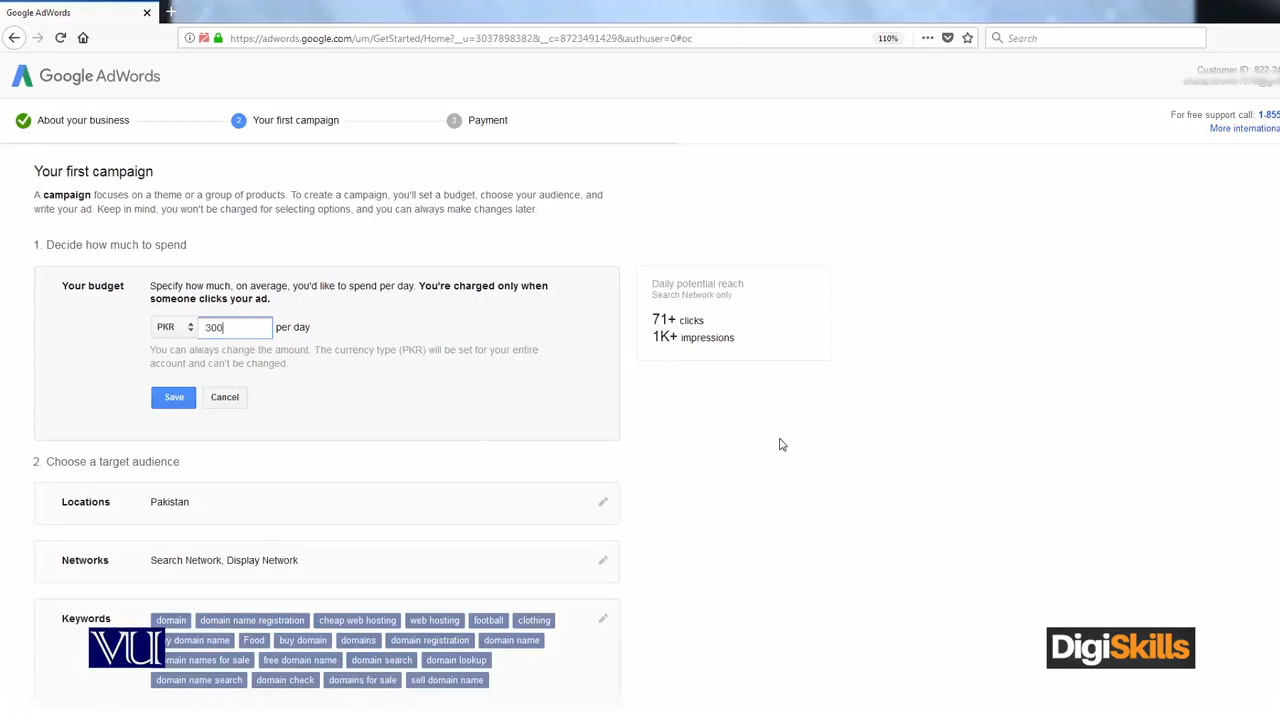 Google AdWords
https://adwords.google.com/um/GetStarted/Home?__u=3037898382&__c=8723491429&authuser=0#oc
110%
Search
Google AdWords
Customer ID: 822-24
About your business
2 Your first campaign
3 Payment
For free support call: 1-855
More internationa
Your first campaign
A campaign focuses on a theme or a group of products. To create a campaign, you'll set a budget, choose your audience, and
write your ad. Keep in mind, you won't be charged for selecting options, and you can always make changes later.
1. Decide how much to spend
Your budget
Specify how much, on average, you'd like to spend per day. You're charged only when
someone clicks your ad.
PKR 300 per day
You can always change the amount. The currency type (PKR) will be set for your entire
account and can't be changed.
Save Cancel
Daily potential reach
Search Network only
71+ clicks
1K+ impressions
2. Choose a target audience
Locations Pakistan
Networks Search Network, Display Network
Keywords domain domain name registration cheap web hosting web hosting football clothing
y domain name Food buy domain domains domain registration domain name
main names for sale free domain name domain search domain lookup
domain name search domain check domains for sale sell domain name
VU
DigiSkills